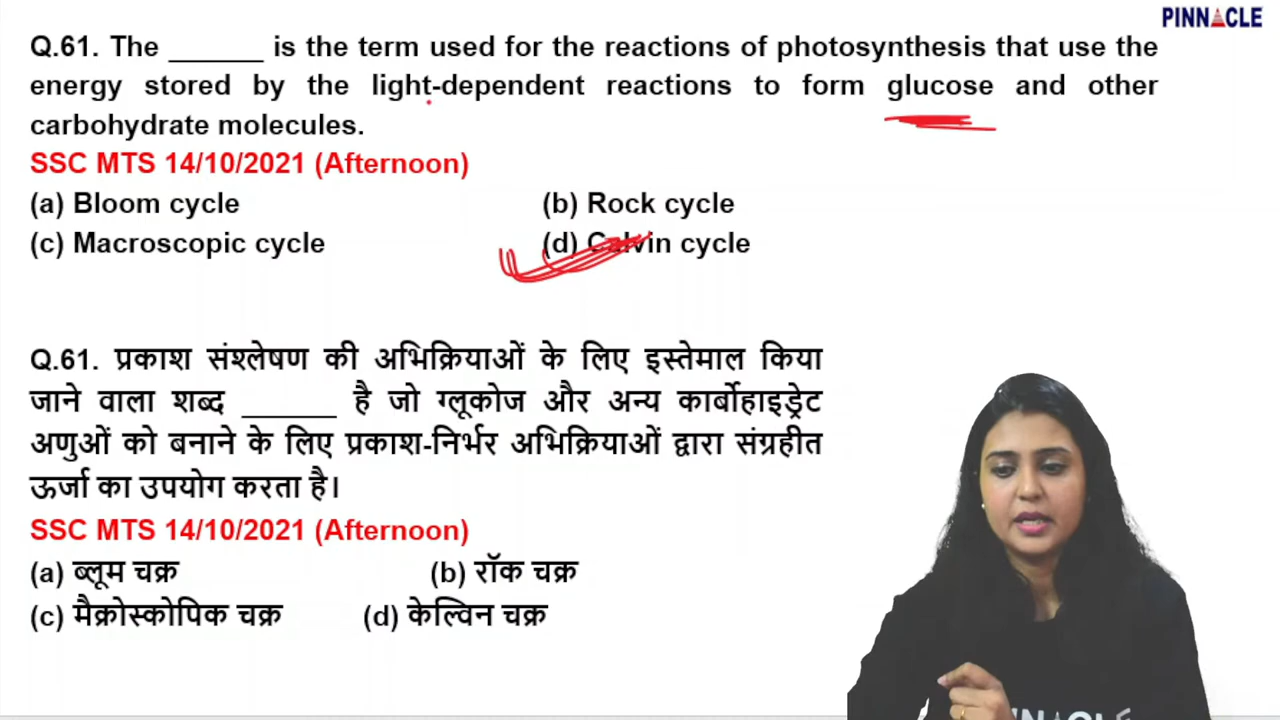 PINNACLE
Q.61. The ______ is the term used for the reactions of photosynthesis that use the
energy stored by the light-dependent reactions to form glucose and other
carbohydrate molecules.
SSC MTS 14/10/2021 (Afternoon)
(a) Bloom cycle (b) Rock cycle
(c) Macroscopic cycle (d) Calvin cycle
Q.61. प्रकाश संश्लेषण की अभिक्रियाओं के लिए इस्तेमाल किया
जाने वाला शब्द ______ है जो ग्लूकोज और अन्य कार्बोहाइड्रेट
अणुओं को बनाने के लिए प्रकाश-निर्भर अभिक्रियाओं द्वारा संग्रहीत
ऊर्जा का उपयोग करता है।
SSC MTS 14/10/2021 (Afternoon)
(a) ब्लूम चक्र (b) रॉक चक्र
(c) मैक्रोस्कोपिक चक्र (d) केल्विन चक्र